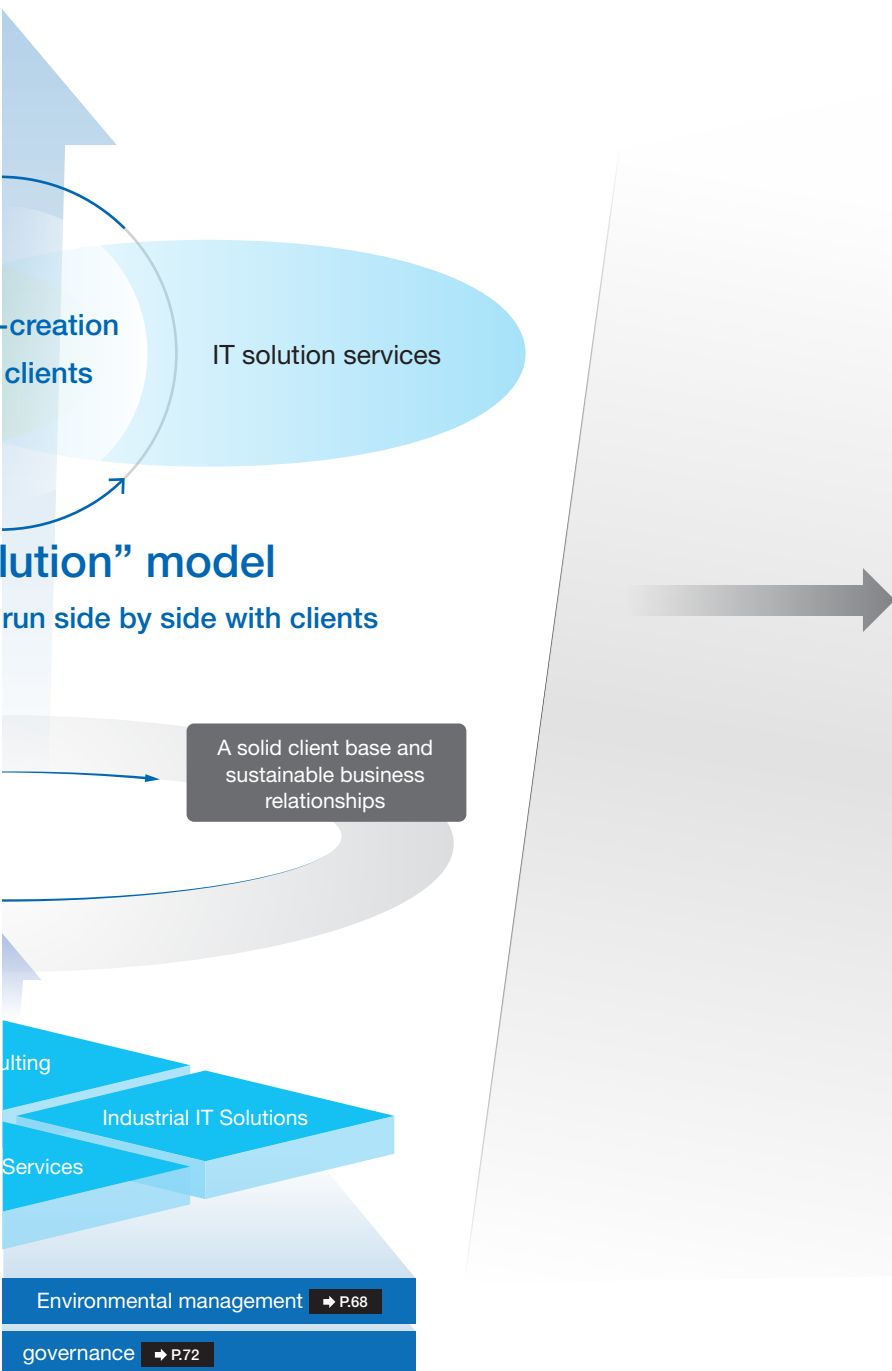 -creation
clients
IT solution services
lution” model
run side by side with clients
A solid client base and
sustainable business
relationships
ulting
Industrial IT Solutions
Services
Environmental management ➡ P.68
governance ➡ P.72